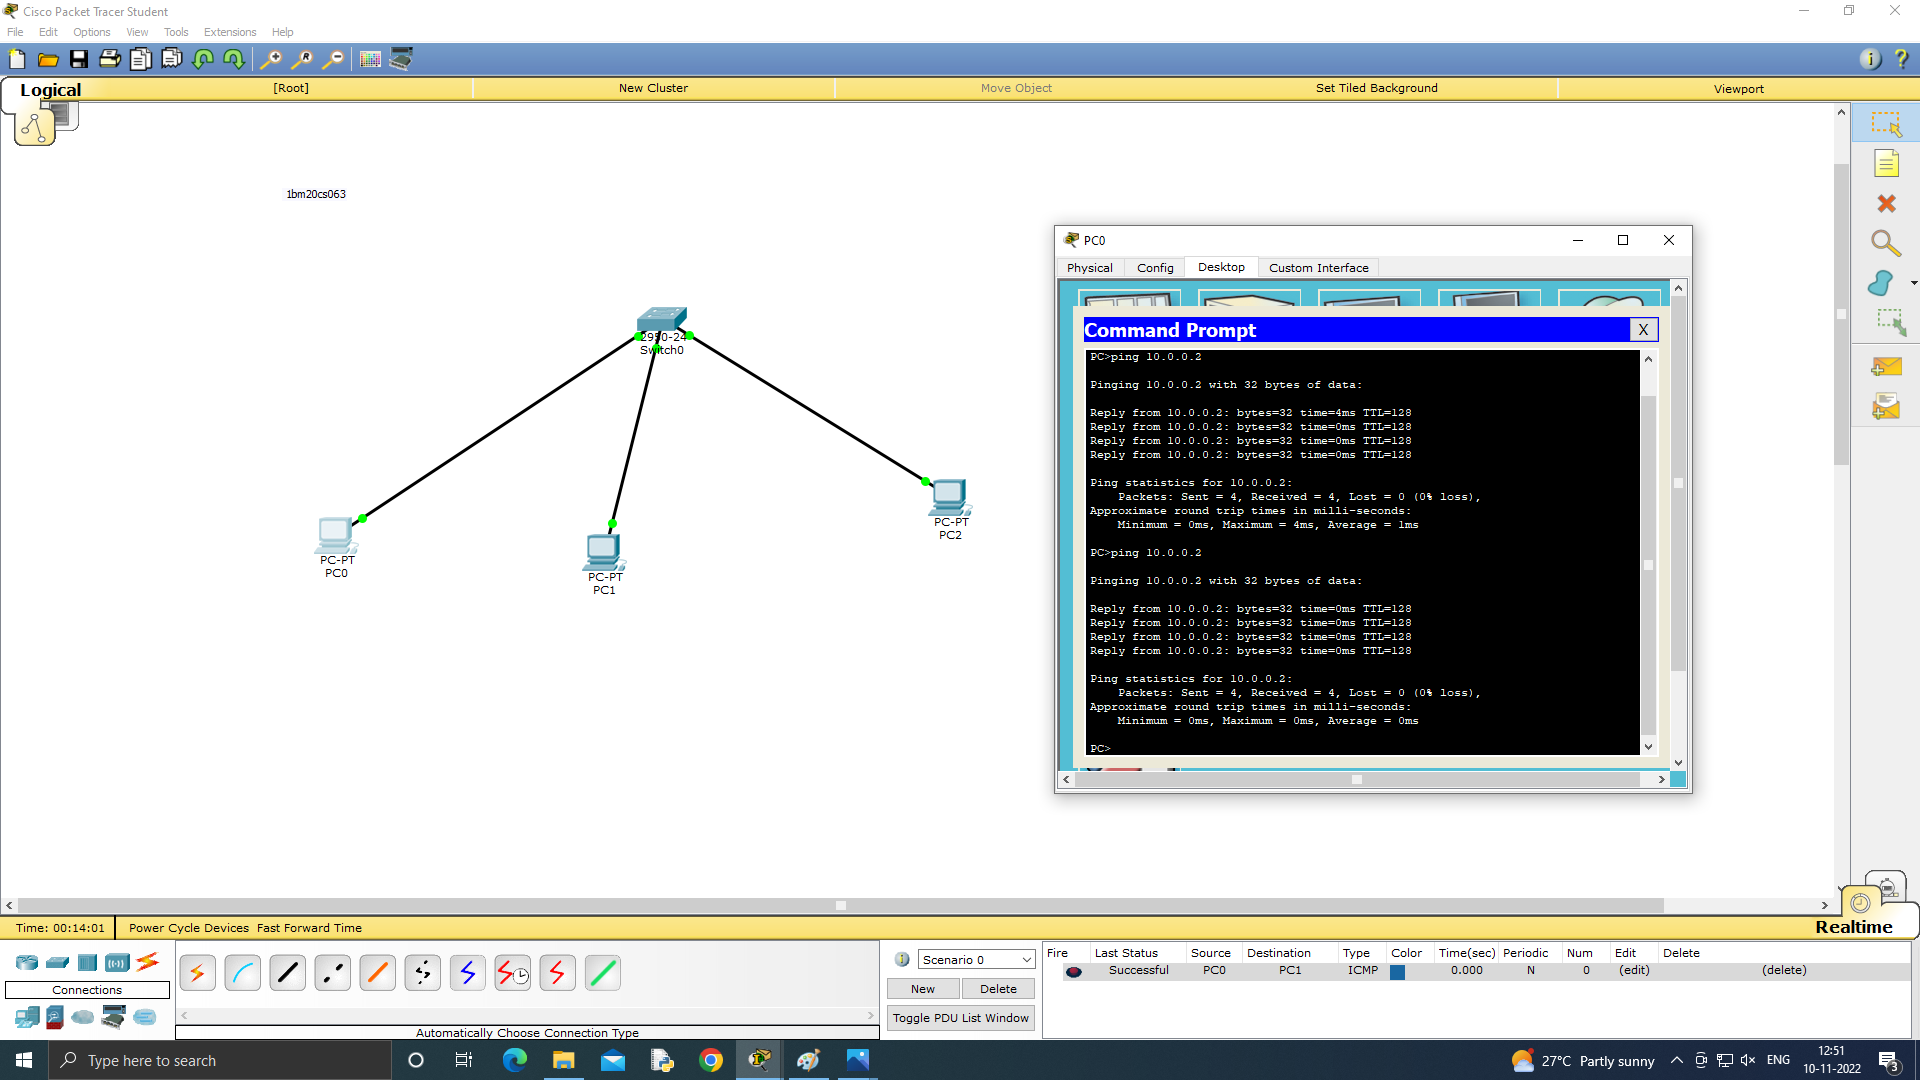 Cisco Packet Tracer Student
File Edit Options View Tools Extensions Help
Logical [Root] New Cluster Move Object Set Tiled Background Viewport
1bm20cs063
2950-24
Switch0
PC-PT
PC0
PC-PT
PC1
PC-PT
PC2
PC0
Physical Config Desktop Custom Interface
Command Prompt X
PC>ping 10.0.0.2
Pinging 10.0.0.2 with 32 bytes of data:
Reply from 10.0.0.2: bytes=32 time=4ms TTL=128
Reply from 10.0.0.2: bytes=32 time=0ms TTL=128
Reply from 10.0.0.2: bytes=32 time=0ms TTL=128
Reply from 10.0.0.2: bytes=32 time=0ms TTL=128
Ping statistics for 10.0.0.2:
Packets: Sent = 4, Received = 4, Lost = 0 (0% loss),
Approximate round trip times in milli-seconds:
Minimum = 0ms, Maximum = 4ms, Average = 1ms
PC>ping 10.0.0.2
Pinging 10.0.0.2 with 32 bytes of data:
Reply from 10.0.0.2: bytes=32 time=0ms TTL=128
Reply from 10.0.0.2: bytes=32 time=0ms TTL=128
Reply from 10.0.0.2: bytes=32 time=0ms TTL=128
Reply from 10.0.0.2: bytes=32 time=0ms TTL=128
Ping statistics for 10.0.0.2:
Packets: Sent = 4, Received = 4, Lost = 0 (0% loss),
Approximate round trip times in milli-seconds:
Minimum = 0ms, Maximum = 0ms, Average = 0ms
PC>
Time: 00:14:01 Power Cycle Devices Fast Forward Time Realtime
Connections
Automatically Choose Connection Type
Scenario 0
New Delete
Toggle PDU List Window
Fire Last Status Source Destination Type Color Time(sec) Periodic Num Edit Delete
Successful PC0 PC1 ICMP 0.000 N 0 (edit) (delete)
Type here to search
27°C Partly sunny
ENG
12:51
10-11-2022
3